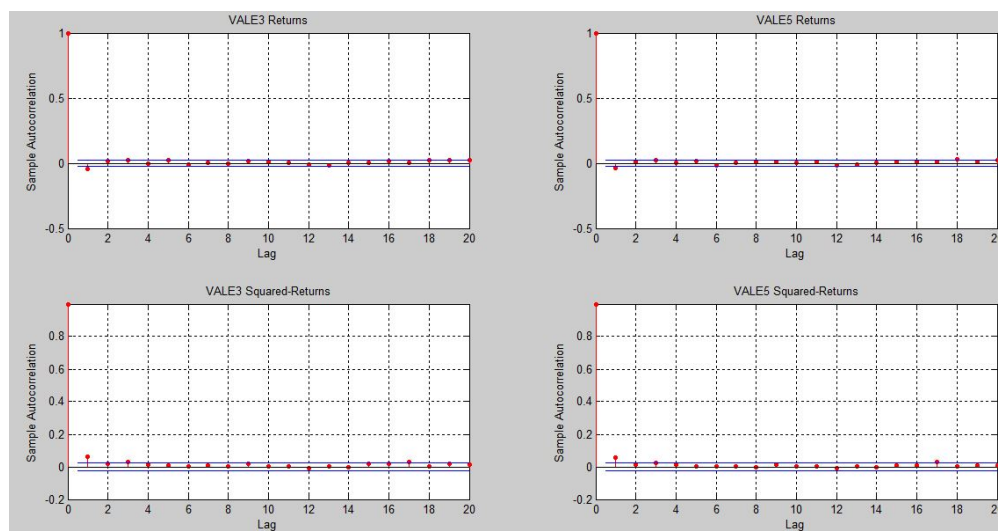 VALE3 Returns
1
0.5
0
-0.5
Sample Autocorrelation
0 2 4 6 8 10 12 14 16 18 20
Lag
VALE5 Returns
1
0.5
0
-0.5
Sample Autocorrelation
0 2 4 6 8 10 12 14 16 18 20
Lag
VALE3 Squared-Returns
0.8
0.6
0.4
0.2
0
-0.2
Sample Autocorrelation
0 2 4 6 8 10 12 14 16 18 20
Lag
VALE5 Squared-Returns
0.8
0.6
0.4
0.2
0
-0.2
Sample Autocorrelation
0 2 4 6 8 10 12 14 16 18 20
Lag